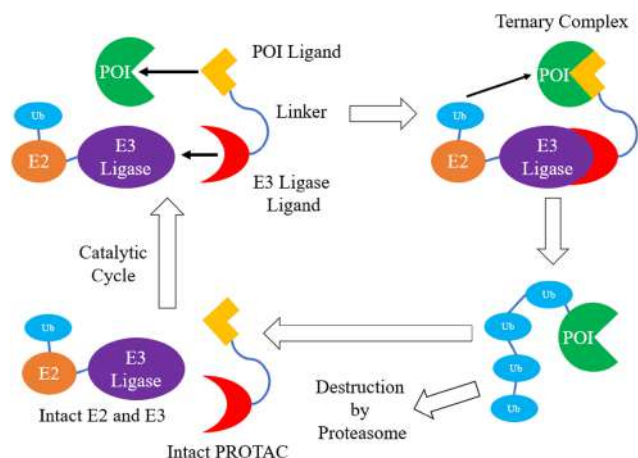 Ternary Complex
POI
POI Ligand
POI
Ub
Linker
Ub
E2
E3
Ligase
E3 Ligase
Ligand
E2
E3
Ligase
Catalytic
Cycle
Ub
Ub
Ub
POI
Ub
E2
E3
Ligase
Ub
Ub
Destruction
by
Proteasome
Intact E2 and E3
Intact PROTAC